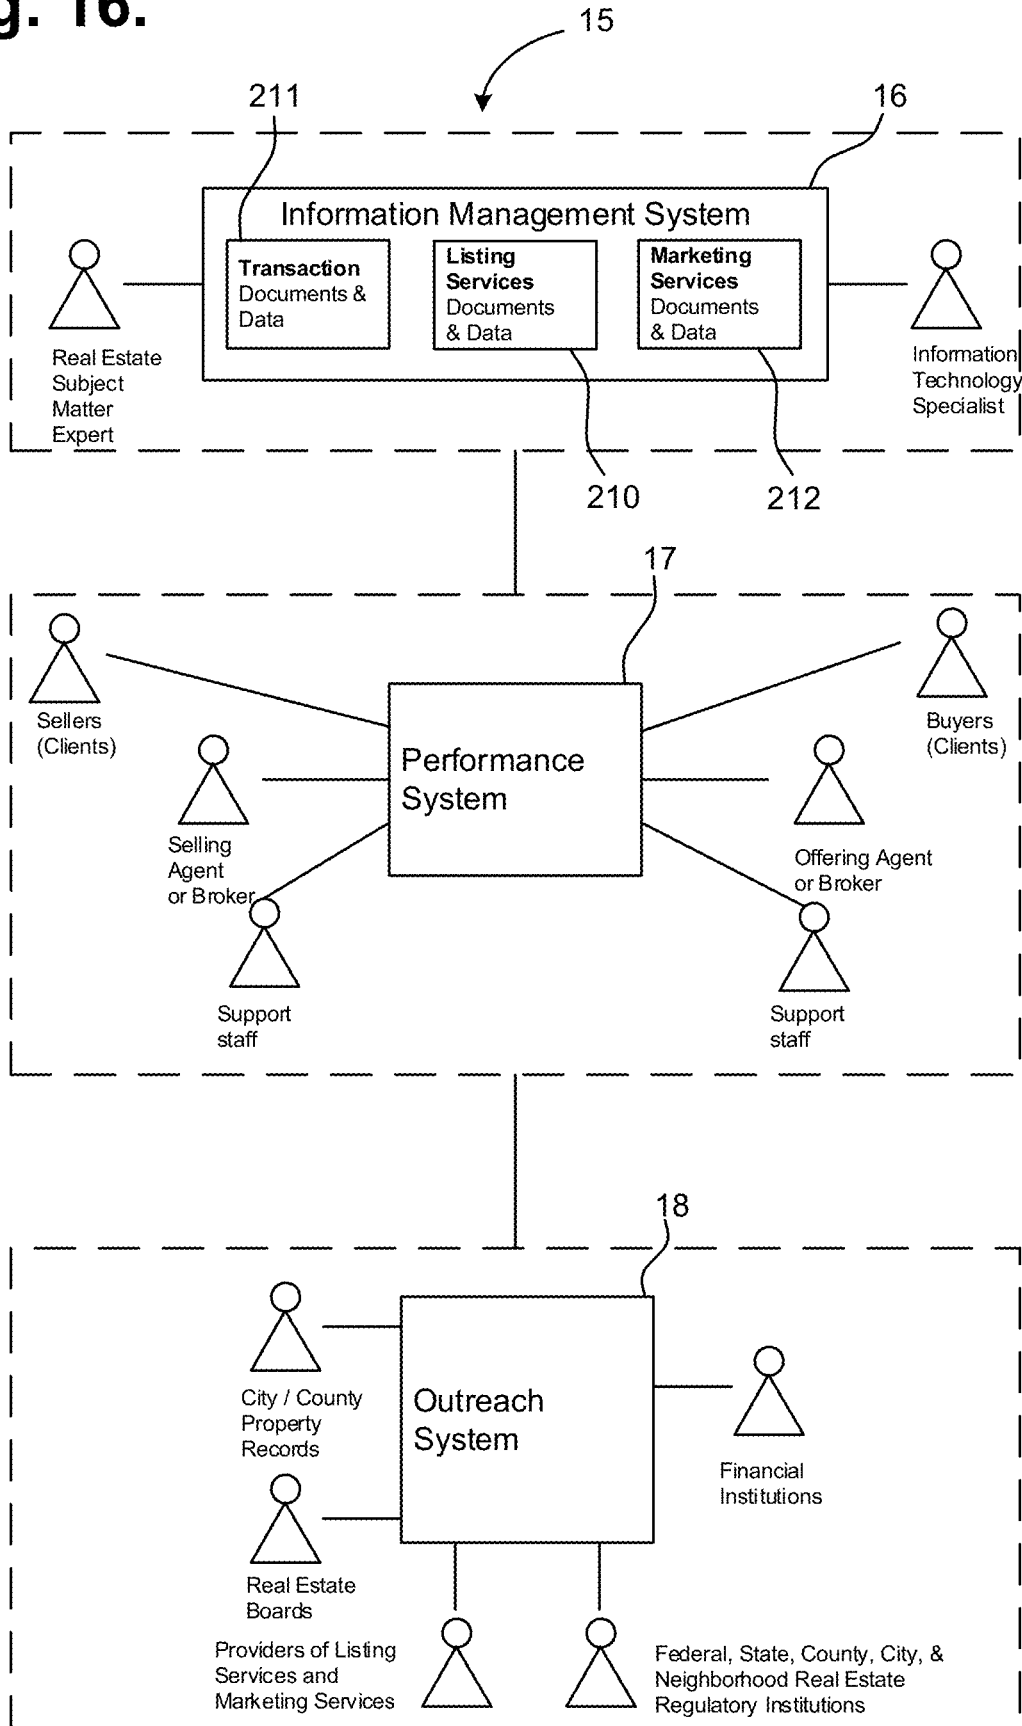 g. 16.
15
211
16
Information Management System
Transaction
Documents &
Data
Listing
Services
Documents
& Data
Marketing
Services
Documents
& Data
Real Estate
Subject
Matter
Expert
Information
Technology
Specialist
210
212
17
Sellers
(Clients)
Buyers
(Clients)
Performance
System
Selling
Agent
or Broker
Offering Agent
or Broker
Support
staff
Support
staff
18
City / County
Property
Records
Outreach
System
Financial
Institutions
Real Estate
Boards
Providers of Listing
Services and
Marketing Services
Federal, State, County, City, &
Neighborhood Real Estate
Regulatory Institutions